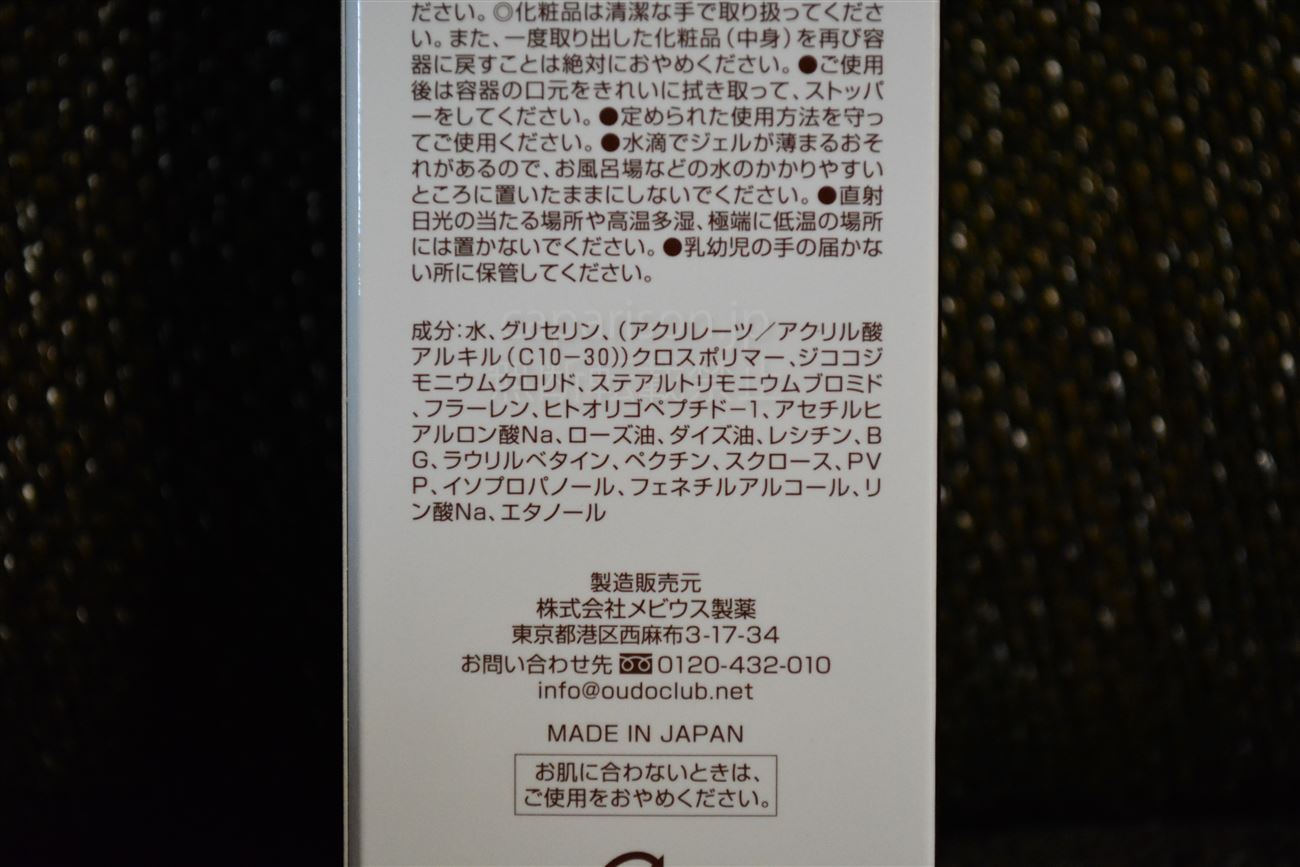 ださい。◎化粧品は清潔な手で取り扱ってくださ
い。また、一度取り出した化粧品（中身）を再び容
器に戻すことは絶対におやめください。●ご使用
後は容器の口元をきれいに拭き取って、ストッパ
ーをしてください。●定められた使用方法を守っ
てご使用ください。●水滴でジェルが薄まるおそ
れがあるので、お風呂場などの水のかかりやすい
ところに置いたままにしないでください。●直射
日光の当たる場所や高温多湿、極端に低温の場所
には置かないでください。●乳幼児の手の届かな
い所に保管してください。
caparison.jp
成分：水、グリセリン、（アクリレーツ／アクリル酸
アルキル（C10－30））クロスポリマー、ジココジ
モニウムクロリド、ステアルトリモニウムブロミド
、フラーレン、ヒトオリゴペプチド－1、アセチルヒ
アルロン酸Na、ローズ油、ダイズ油、レシチン、B
G、ラウリルベタイン、ペクチン、スクロース、PV
P、イソプロパノール、フェネチルアルコール、リ
ン酸Na、エタノール
製造販売元
株式会社メビウス製薬
東京都港区西麻布3-17-34
お問い合わせ先 0120-432-010
info@oudoclub.net
MADE IN JAPAN
お肌に合わないときは、
ご使用をおやめください。